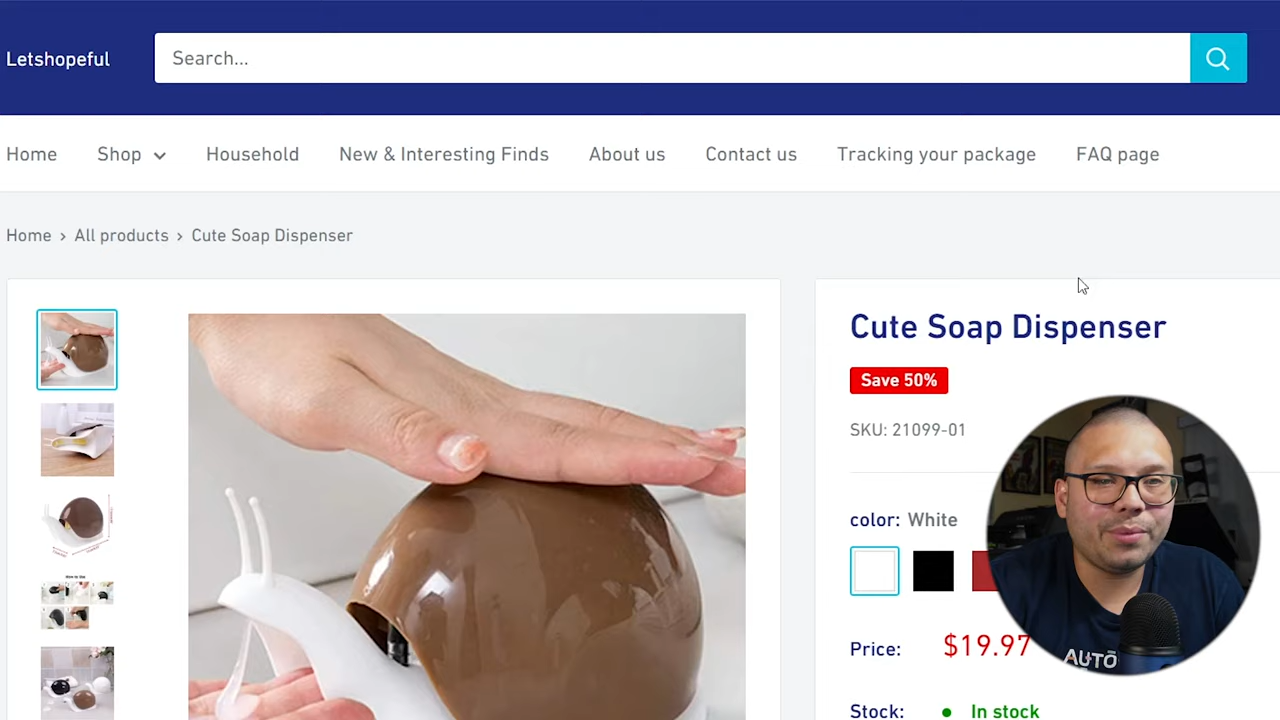 Letshopeful
Search...
Home Shop Household New & Interesting Finds About us Contact us Tracking your package FAQ page
Home › All products › Cute Soap Dispenser
Cute Soap Dispenser
Save 50%
SKU: 21099-01
color: White
Price: $19.97
Stock: ● In stock
AUTO